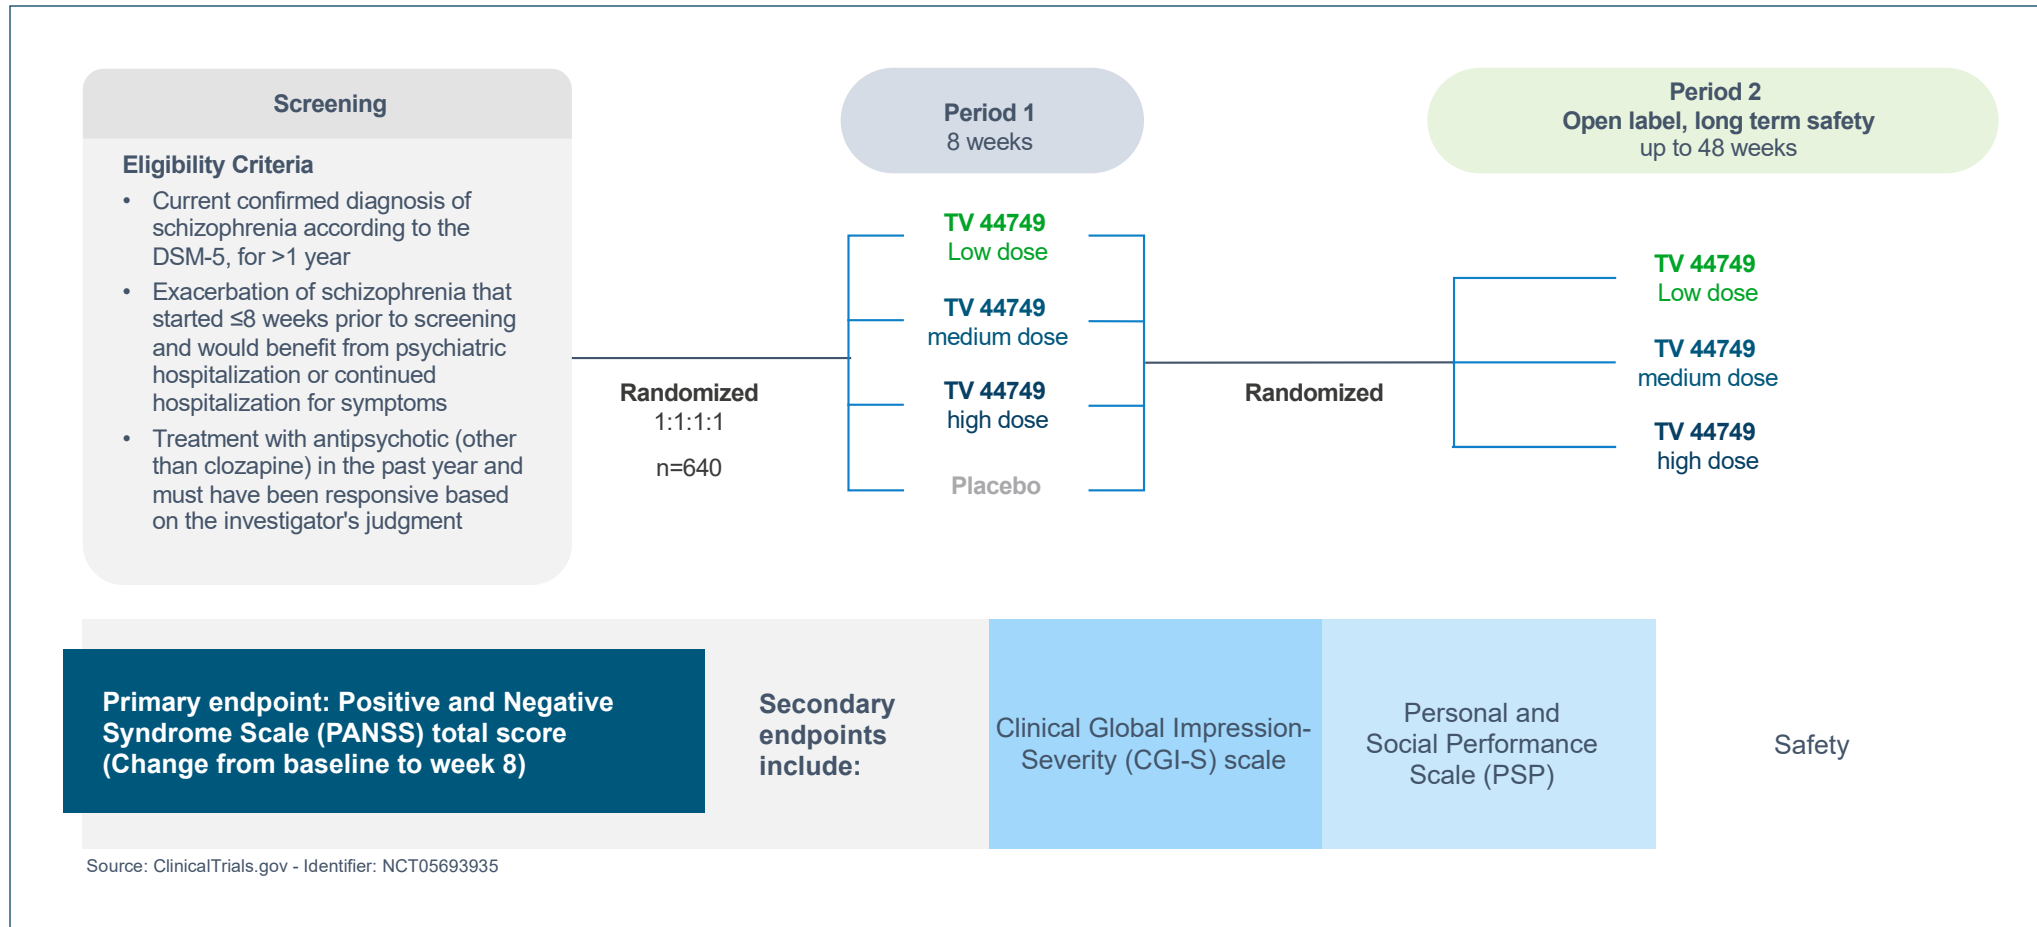 Screening
Eligibility Criteria
• Current confirmed diagnosis of
schizophrenia according to the
DSM-5, for >1 year
• Exacerbation of schizophrenia that
started ≤8 weeks prior to screening
and would benefit from psychiatric
hospitalization or continued
hospitalization for symptoms
• Treatment with antipsychotic (other
than clozapine) in the past year and
must have been responsive based
on the investigator's judgment
Randomized
1:1:1:1
n=640
Period 1
8 weeks
TV 44749
Low dose
TV 44749
medium dose
TV 44749
high dose
Placebo
Randomized
Period 2
Open label, long term safety
up to 48 weeks
TV 44749
Low dose
TV 44749
medium dose
TV 44749
high dose
Primary endpoint: Positive and Negative
Syndrome Scale (PANSS) total score
(Change from baseline to week 8)
Secondary
endpoints
include:
Clinical Global Impression-
Severity (CGI-S) scale
Personal and
Social Performance
Scale (PSP)
Safety
Source: ClinicalTrials.gov - Identifier: NCT05693935